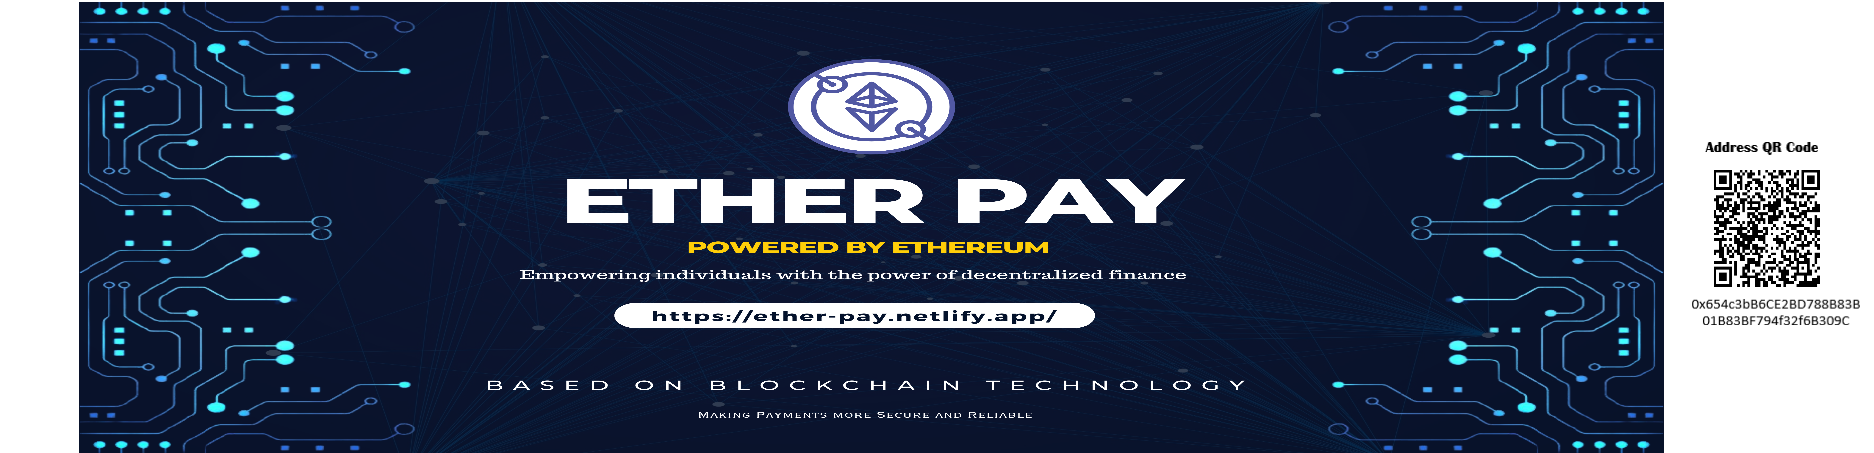 ETHER PAY
POWERED BY ETHEREUM
Empowering individuals with the power of decentralized finance
https://ether-pay.netlify.app/
BASED ON BLOCKCHAIN TECHNOLOGY
Making Payments more Secure and Reliable
Address QR Code
0x654c3bB6CE2BD788B83B
01B83BF794f32f6B309C